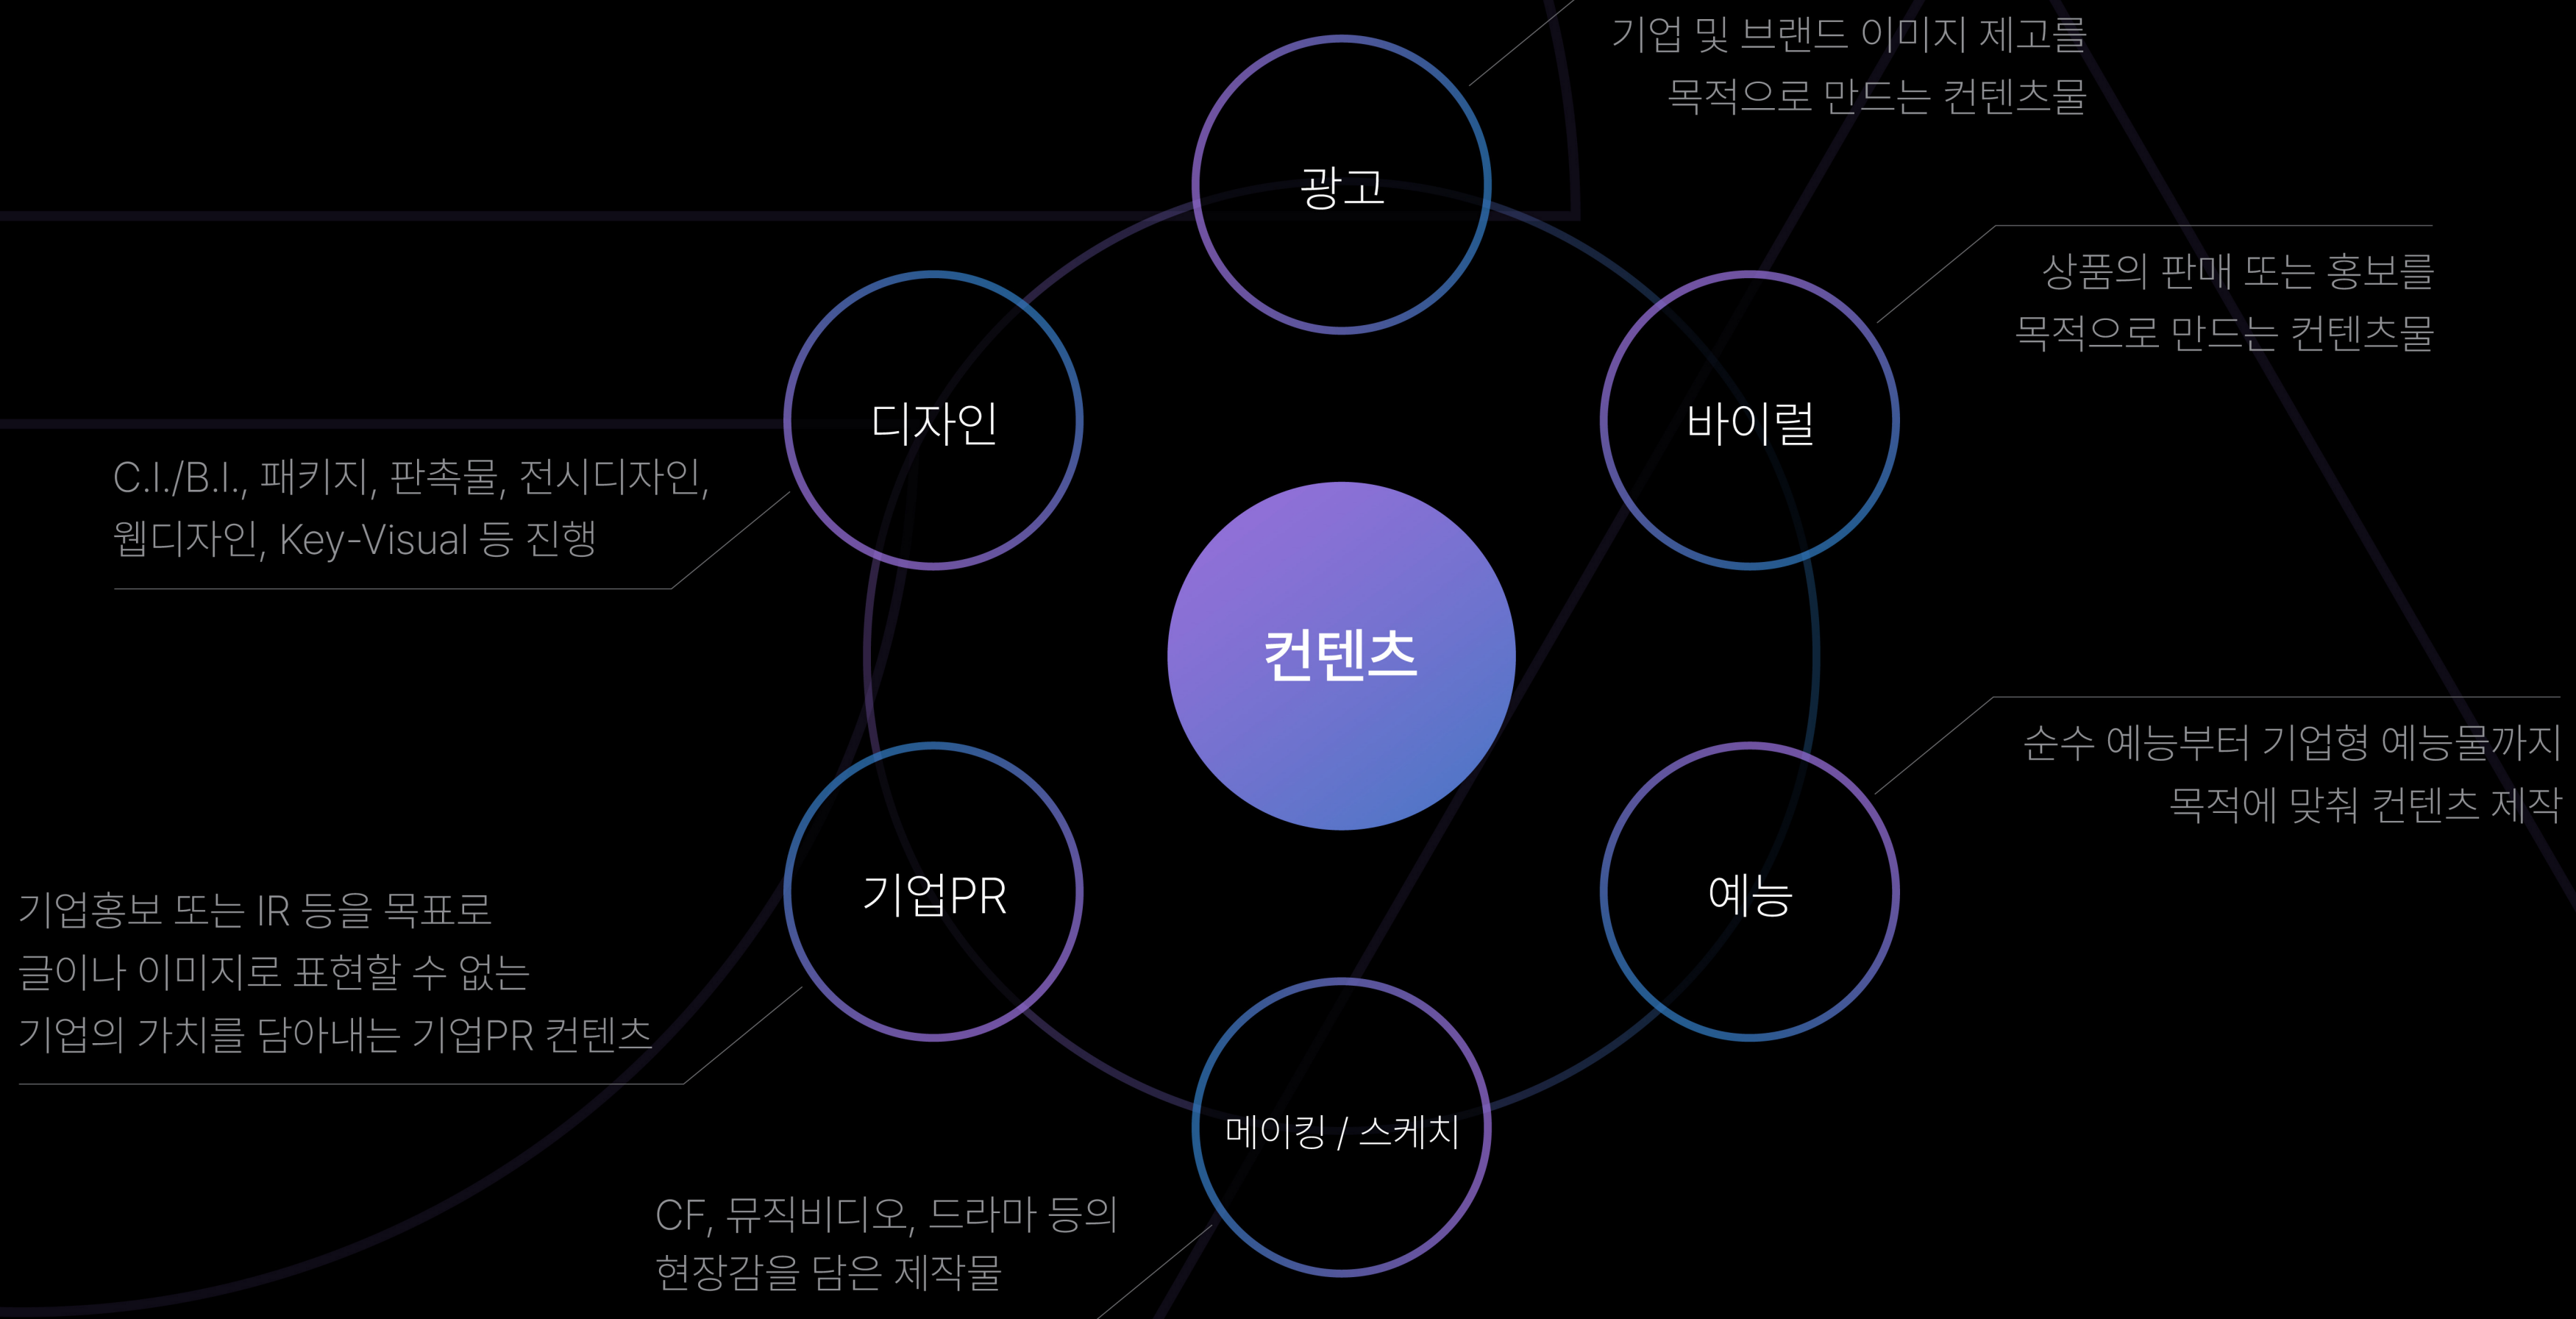 기업 및 브랜드 이미지 제고를
목적으로 만드는 컨텐츠물
광고
상품의 판매 또는 홍보를
목적으로 만드는 컨텐츠물
디자인
바이럴
C.I./B.I., 패키지, 판촉물, 전시디자인,
웹디자인, Key-Visual 등 진행
컨텐츠
순수 예능부터 기업형 예능물까지
목적에 맞춰 컨텐츠 제작
기업PR
예능
기업홍보 또는 IR 등을 목표로
글이나 이미지로 표현할 수 없는
기업의 가치를 담아내는 기업PR 컨텐츠
메이킹 / 스케치
CF, 뮤직비디오, 드라마 등의
현장감을 담은 제작물